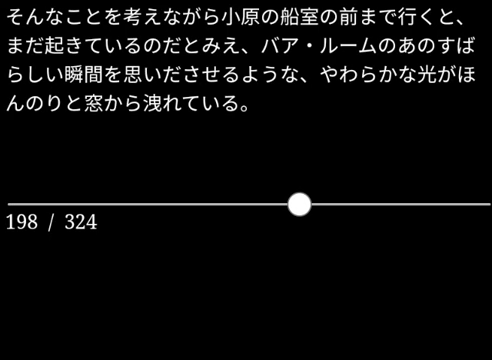 そんなことを考えながら小原の船室の前まで行くと、
まだ起きているのだとみえ、バア・ルームのあのすば
らしい瞬間を思いださせるような、やわらかな光がほ
んのりと窓から洩れている。
198 / 324